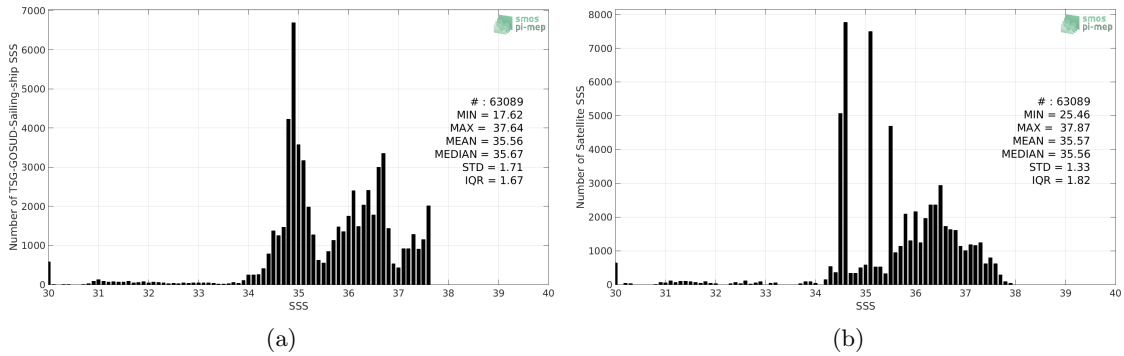 7000
6000
5000
4000
3000
2000
1000
0
Number of TSG-GOSUD-Sailing-ship SSS
smos
pi-mep
# : 63089
MIN = 17.62
MAX = 37.64
MEAN = 35.56
MEDIAN = 35.67
STD = 1.71
IQR = 1.67
30 31 32 33 34 35 36 37 38 39 40
SSS
(a)
8000
7000
6000
5000
4000
3000
2000
1000
0
Number of Satellite SSS
smos
pi-mep
# : 63089
MIN = 25.46
MAX = 37.87
MEAN = 35.57
MEDIAN = 35.56
STD = 1.33
IQR = 1.82
30 31 32 33 34 35 36 37 38 39 40
SSS
(b)